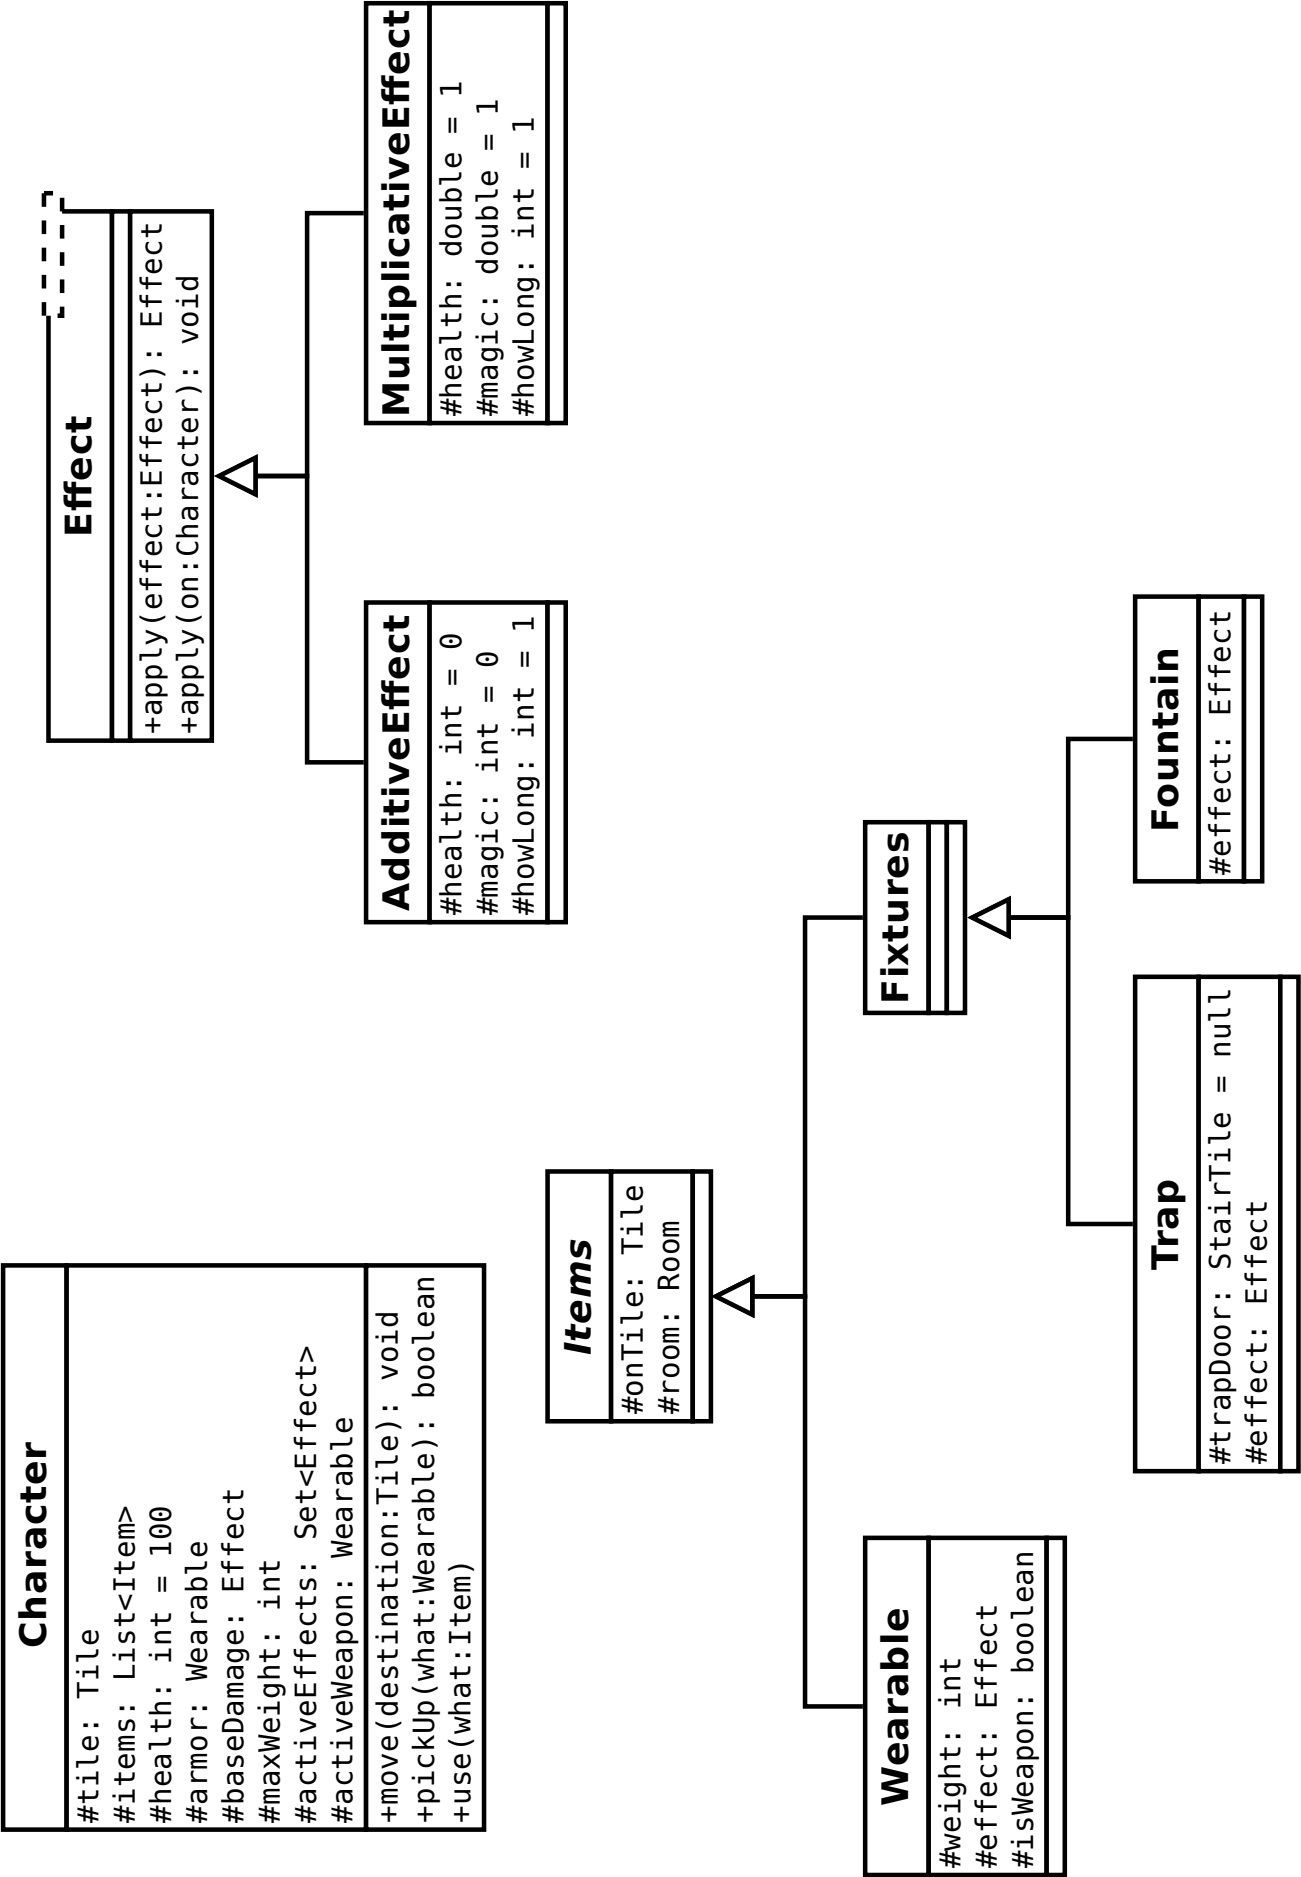 Character
#tile: Tile
#items: List<Item>
#health: int = 100
#armor: Wearable
#baseDamage: Effect
#maxWeight: int
#activeEffects: Set<Effect>
#activeWeapon: Wearable
+move(destination:Tile): void
+pickUp(what:Wearable): boolean
+use(what:Item)
Effect
+apply(effect:Effect): Effect
+apply(on:Character): void
AdditiveEffect
#health: int = 0
#magic: int = 0
#howLong: int = 1
MultiplicativeEffect
#health: double = 1
#magic: double = 1
#howLong: int = 1
Items
#onTile: Tile
#room: Room
Wearable
#weight: int
#effect: Effect
#isWeapon: boolean
Fixtures
Trap
#trapDoor: StairTile = null
#effect: Effect
Fountain
#effect: Effect